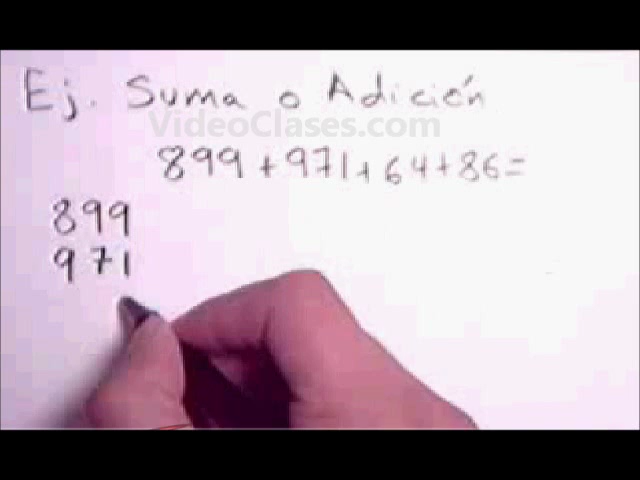 Ej. Suma o Adición
VideoClases.com
899+971+64+86=
899
971